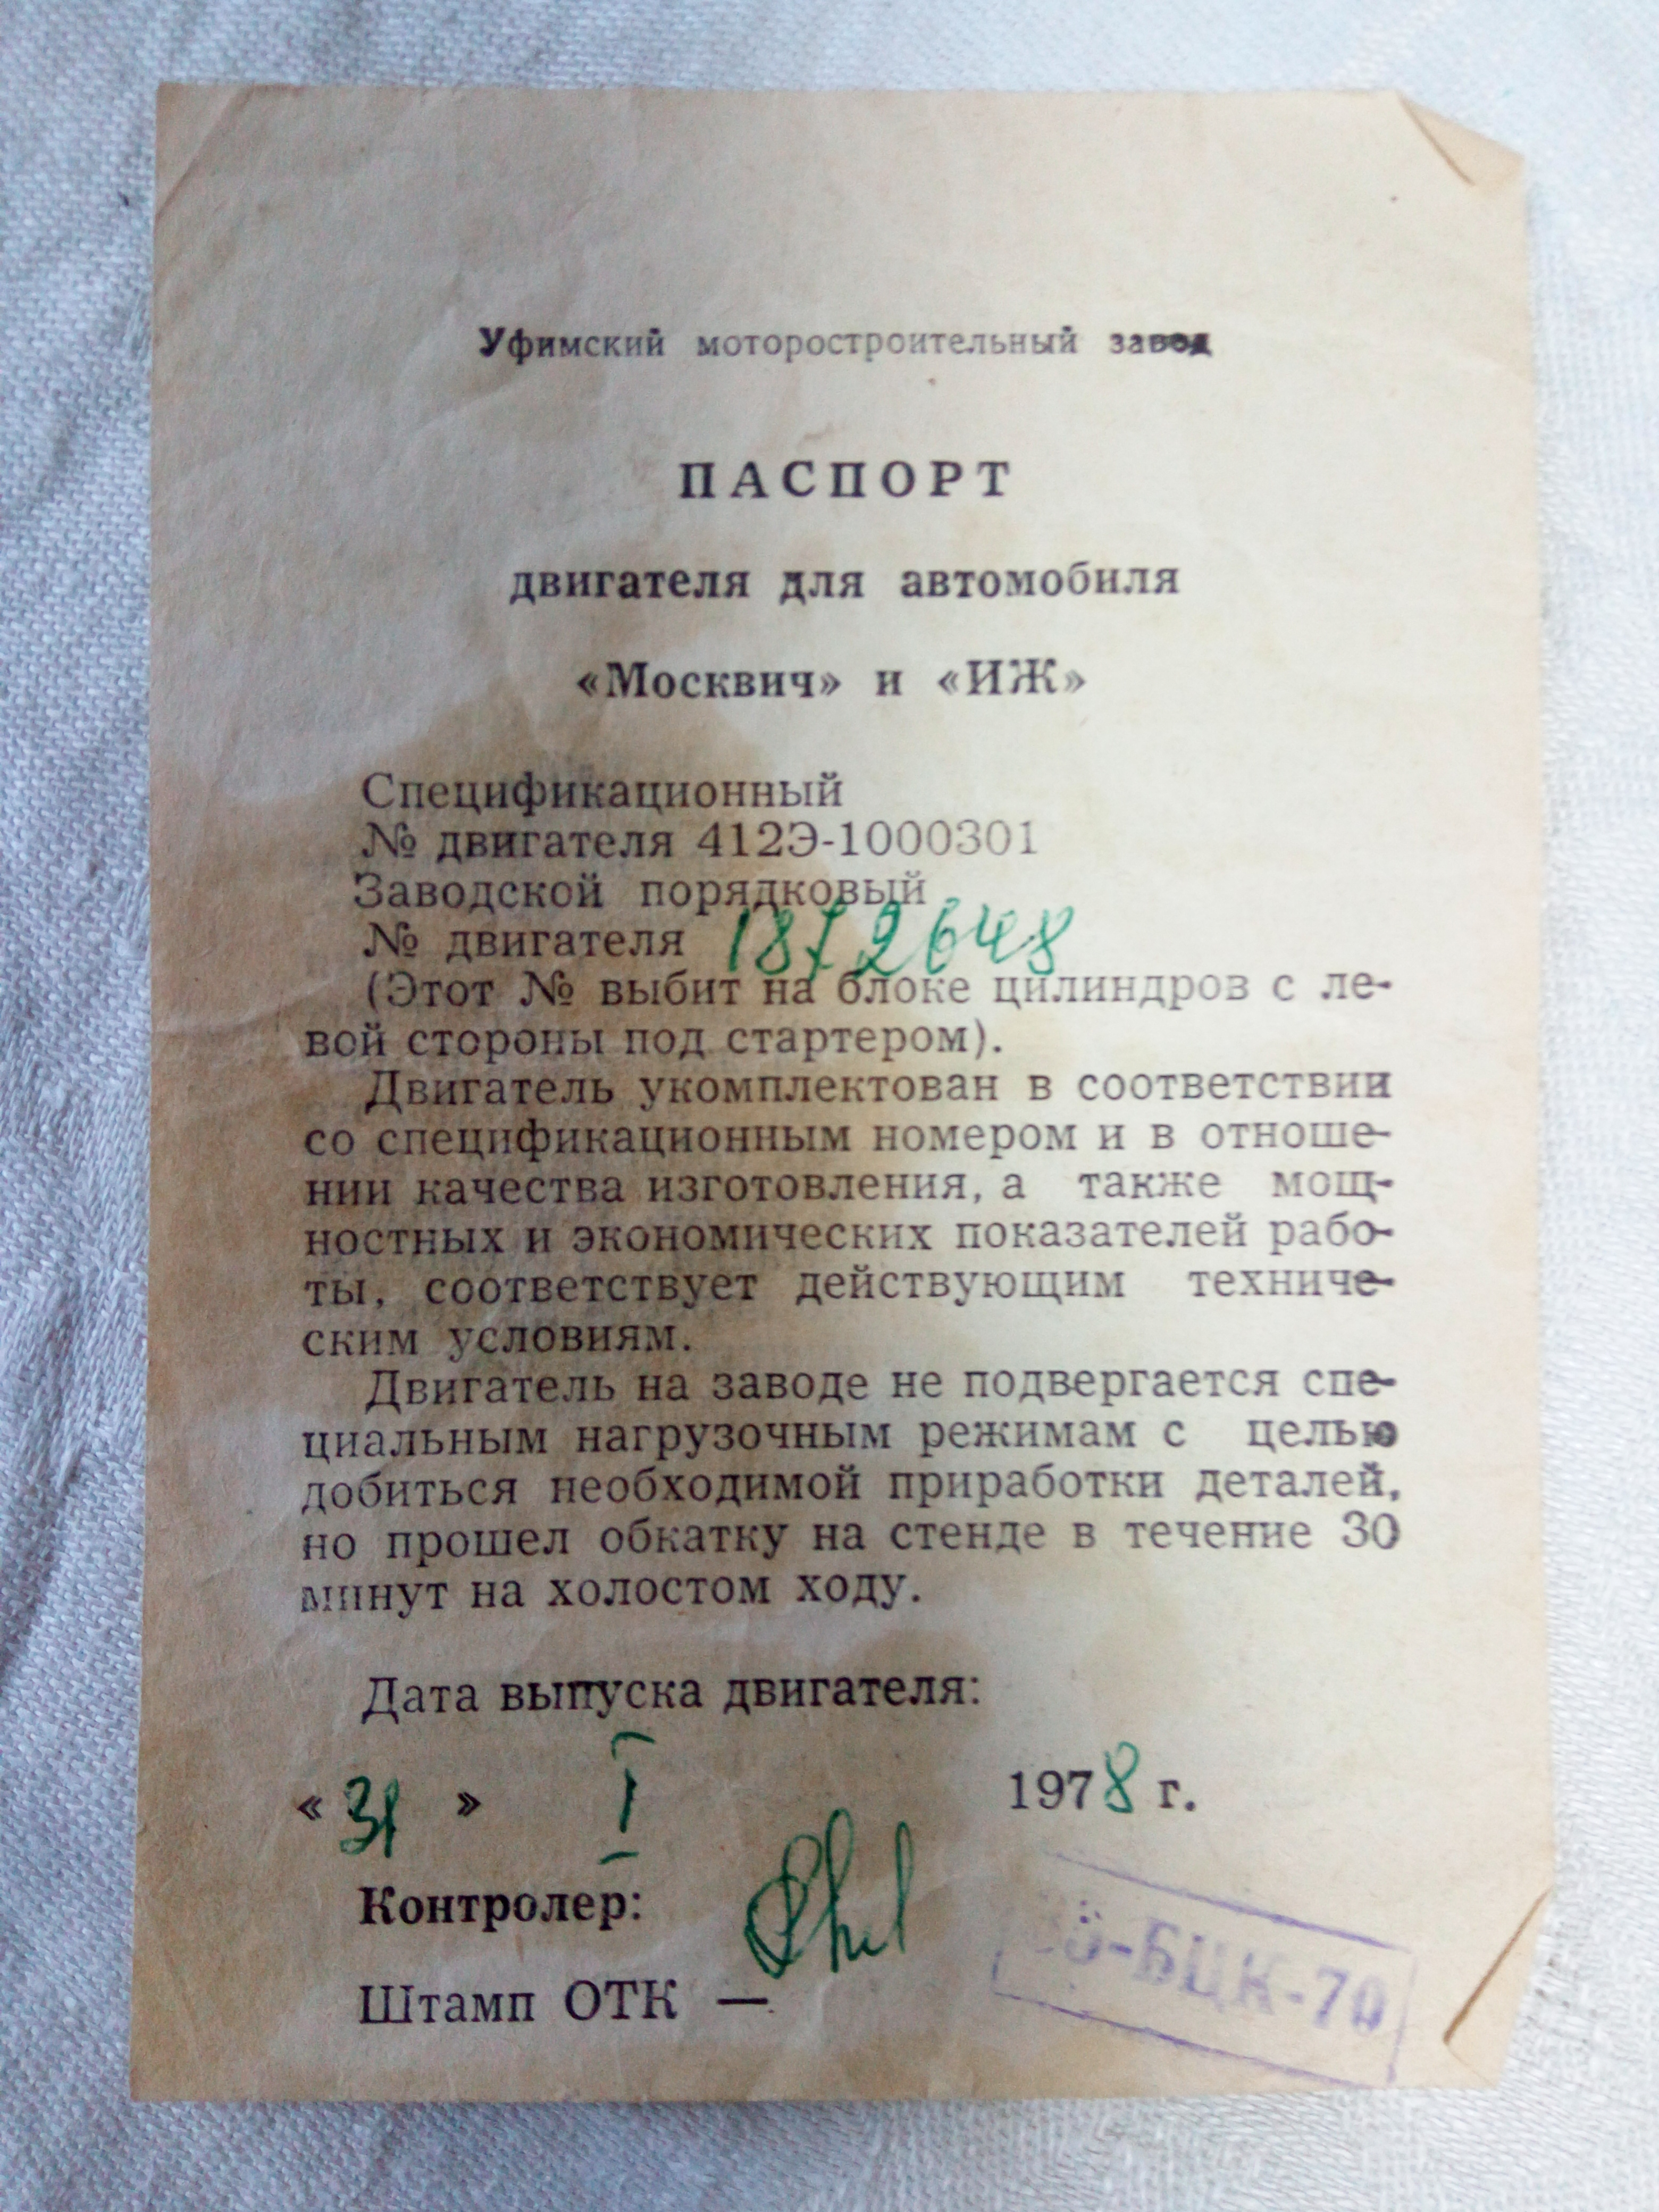 Уфимский моторостроительный завод
ПАСПОРТ
двигателя для автомобиля
«Москвич» и «ИЖ»
Спецификационный
№ двигателя 412Э-1000301
Заводской порядковый
№ двигателя 1872648
(Этот № выбит на блоке цилиндров с ле-
вой стороны под стартером).
Двигатель укомплектован в соответствии
со спецификационным номером и в отноше-
нии качества изготовления, а также мощ-
ностных и экономических показателей рабо-
ты, соответствует действующим техниче-
ским условиям.
Двигатель на заводе не подвергается спе-
циальным нагрузочным режимам с целью
добиться необходимой приработки деталей,
но прошел обкатку на стенде в течение 30
минут на холостом ходу.
Дата выпуска двигателя:
« 31 » I 1978 г.
Контролер:
Штамп ОТК —